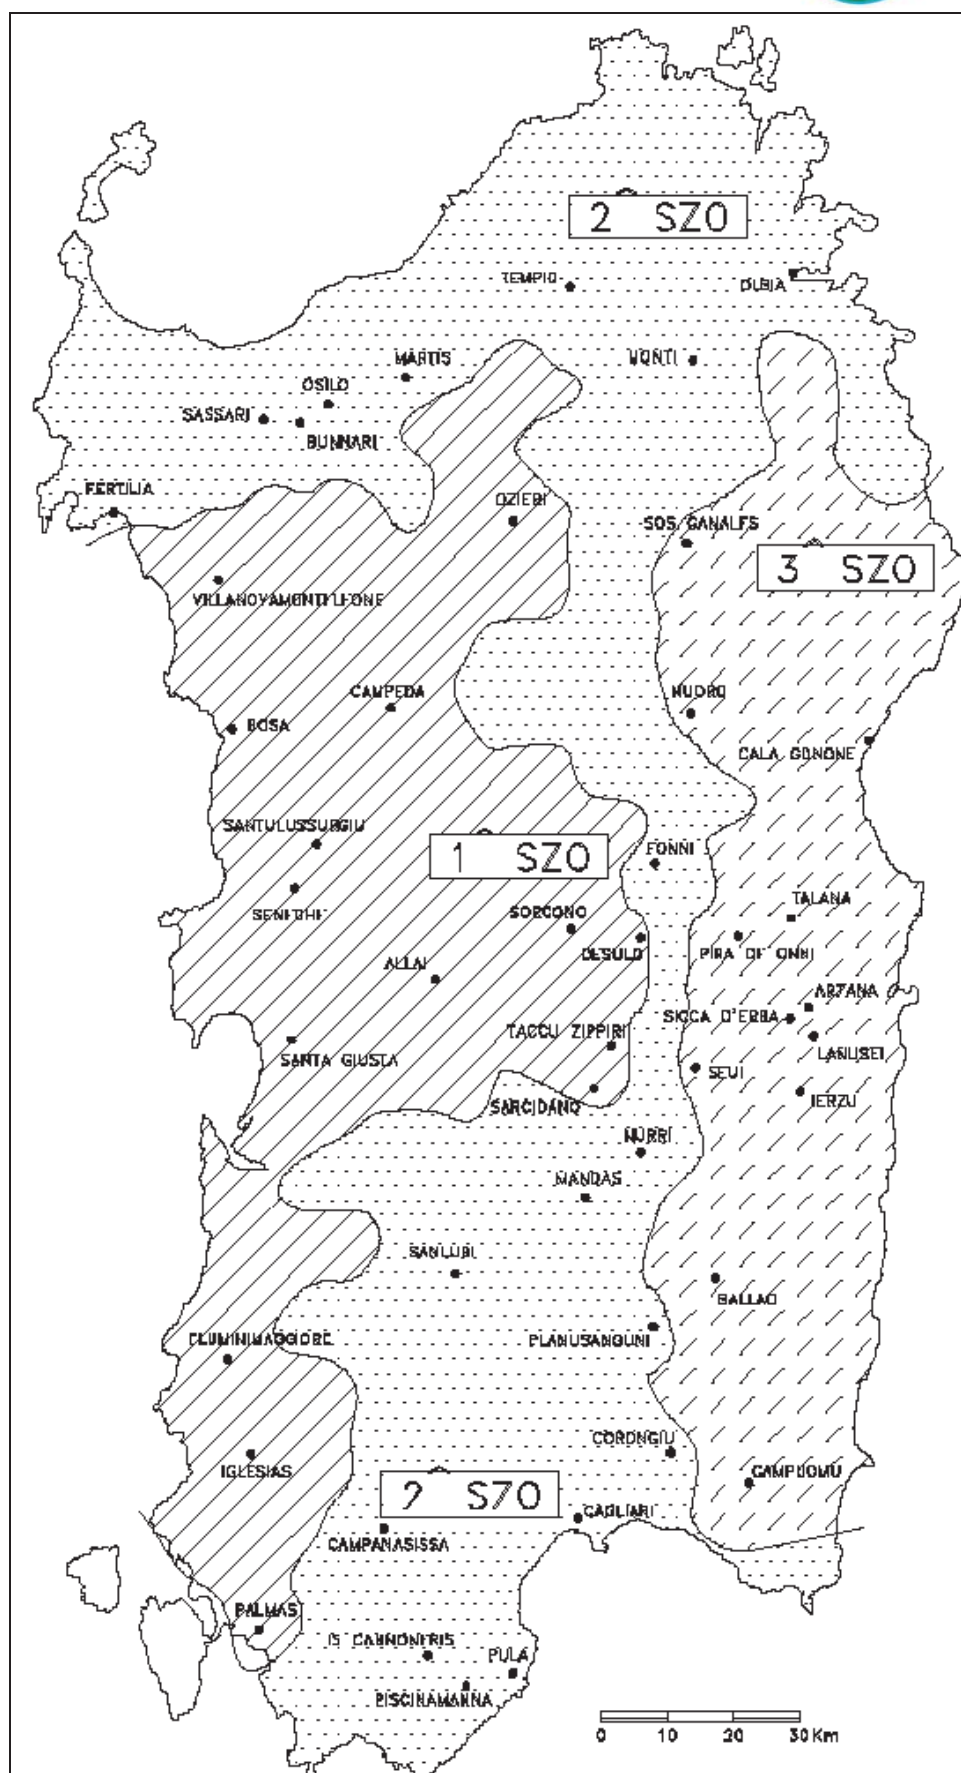 2 SZO
TEMPIO
OLBIA
MARTIS
MONTI
OSILO
SASSARI
BUNNARI
FERTILIA
OZIERI
SOS CANALES
3 SZO
VILLANOVAMONTELEONE
CAMPEDA
NUORO
BOSA
CALA GONONE
SANTULUSSURGIU
1 SZO
FONNI
SENEGHE
SORGONO
TALANA
DESULO
PIRA DE ONNI
ALLAI
ARZANA
SICCA D'ERBA
TACCU ZIPPIRI
LANUSEI
SANTA GIUSTA
SEUI
SARCIDANO
IERZU
NURRI
MANDAS
SANLURI
BALLAO
FLUMINIMAGGIORE
PLANUSANGUNI
CORONGIU
IGLESIAS
CAMPUOMU
2 SZO
CAGLIARI
CAMPANASISSA
PALMAS
IS CANNONERIS
PULA
PISCINAMANNA
0 10 20 30 Km